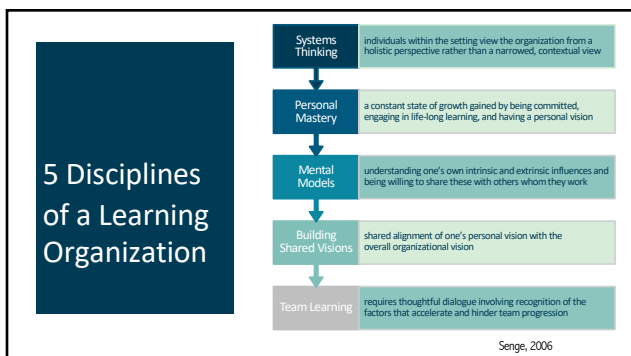 5 Disciplines
of a Learning
Organization
Systems
Thinking
individuals within the setting view the organization from a
holistic perspective rather than a narrowed, contextual view
Personal
Mastery
a constant state of growth gained by being committed,
engaging in life-long learning, and having a personal vision
Mental
Models
understanding one's own intrinsic and extrinsic influences and
being willing to share these with others whom they work
Building
Shared Visions
shared alignment of one's personal vision with the
overall organizational vision
Team Learning
requires thoughtful dialogue involving recognition of the
factors that accelerate and hinder team progression
Senge, 2006